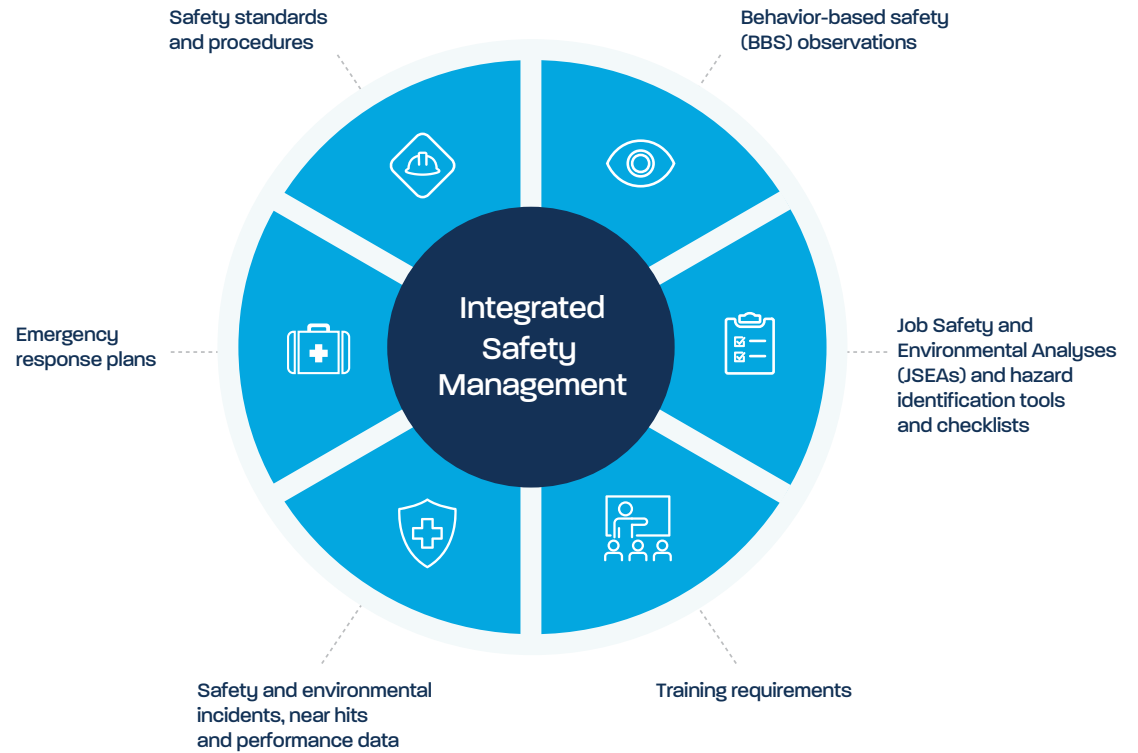 Safety standards
and procedures
Behavior-based safety
(BBS) observations
Integrated
Safety
Management
Emergency
response plans
Job Safety and
Environmental Analyses
(JSEAs) and hazard
identification tools
and checklists
Safety and environmental
incidents, near hits
and performance data
Training requirements